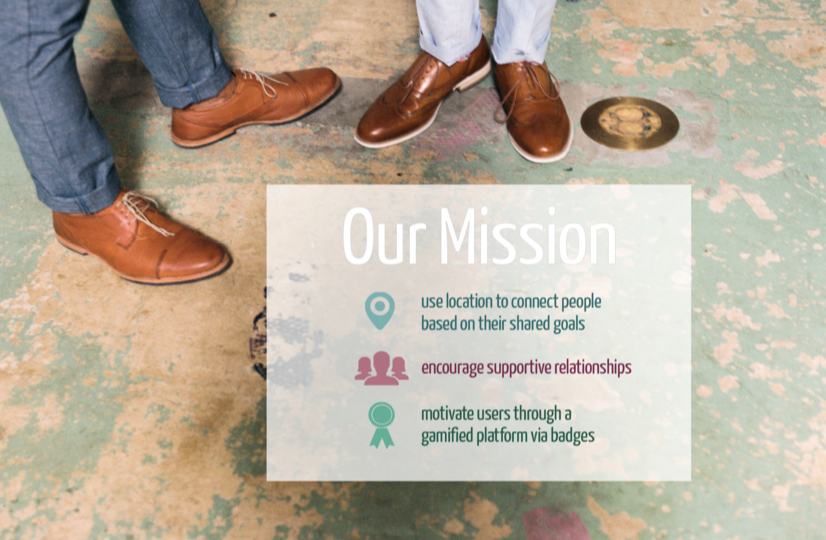 Our Mission
use location to connect people
based on their shared goals
encourage supportive relationships
motivate users through a
gamified platform via badges